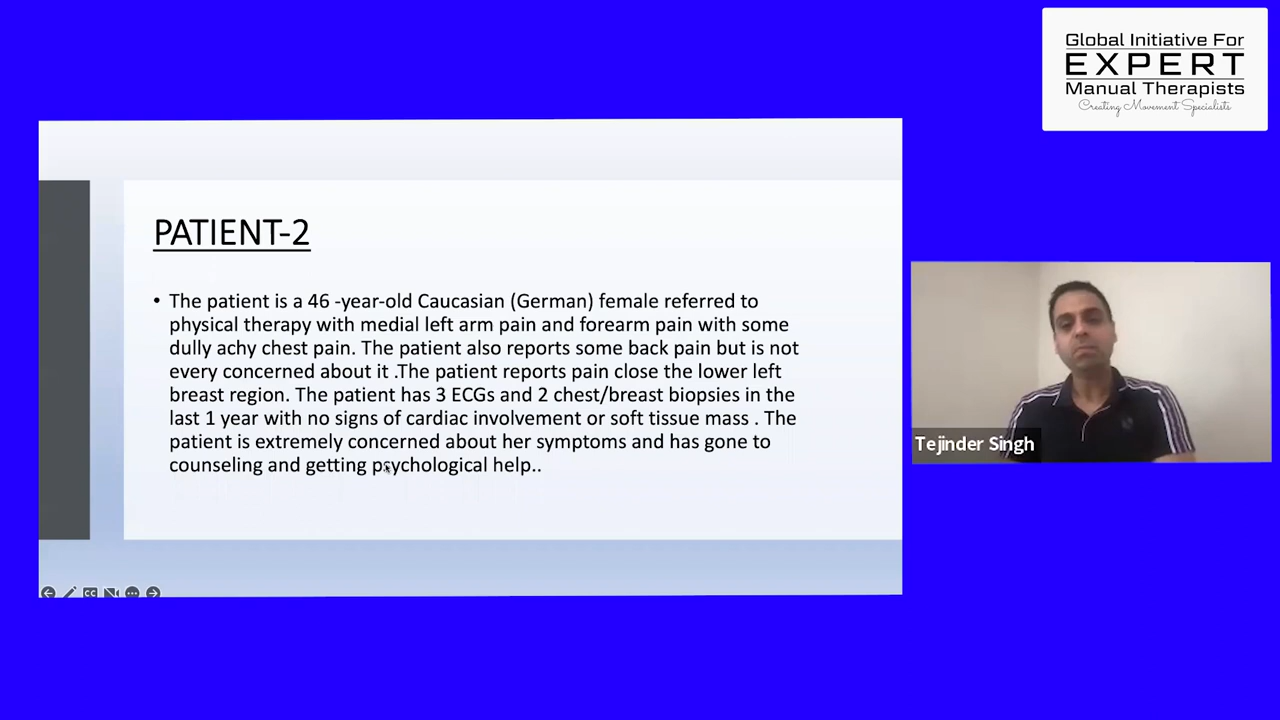 Global Initiative For
EXPERT
Manual Therapists
Creating Movement Specialists
PATIENT-2
• The patient is a 46 -year-old Caucasian (German) female referred to
physical therapy with medial left arm pain and forearm pain with some
dully achy chest pain. The patient also reports some back pain but is not
every concerned about it .The patient reports pain close the lower left
breast region. The patient has 3 ECGs and 2 chest/breast biopsies in the
last 1 year with no signs of cardiac involvement or soft tissue mass . The
patient is extremely concerned about her symptoms and has gone to
counseling and getting psychological help..
Tejinder Singh
CC